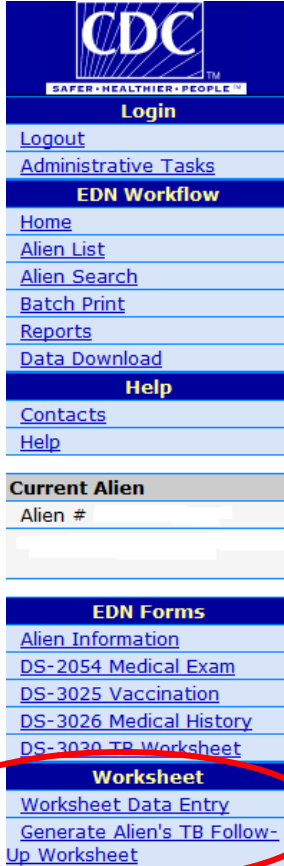 CDC
TM
SAFER • HEALTHIER • PEOPLE™
Login
Logout
Administrative Tasks
EDN Workflow
Home
Alien List
Alien Search
Batch Print
Reports
Data Download
Help
Contacts
Help
Current Alien
Alien #
EDN Forms
Alien Information
DS-2054 Medical Exam
DS-3025 Vaccination
DS-3026 Medical History
DS-3030 TB Worksheet
Worksheet
Worksheet Data Entry
Generate Alien's TB Follow-
Up Worksheet